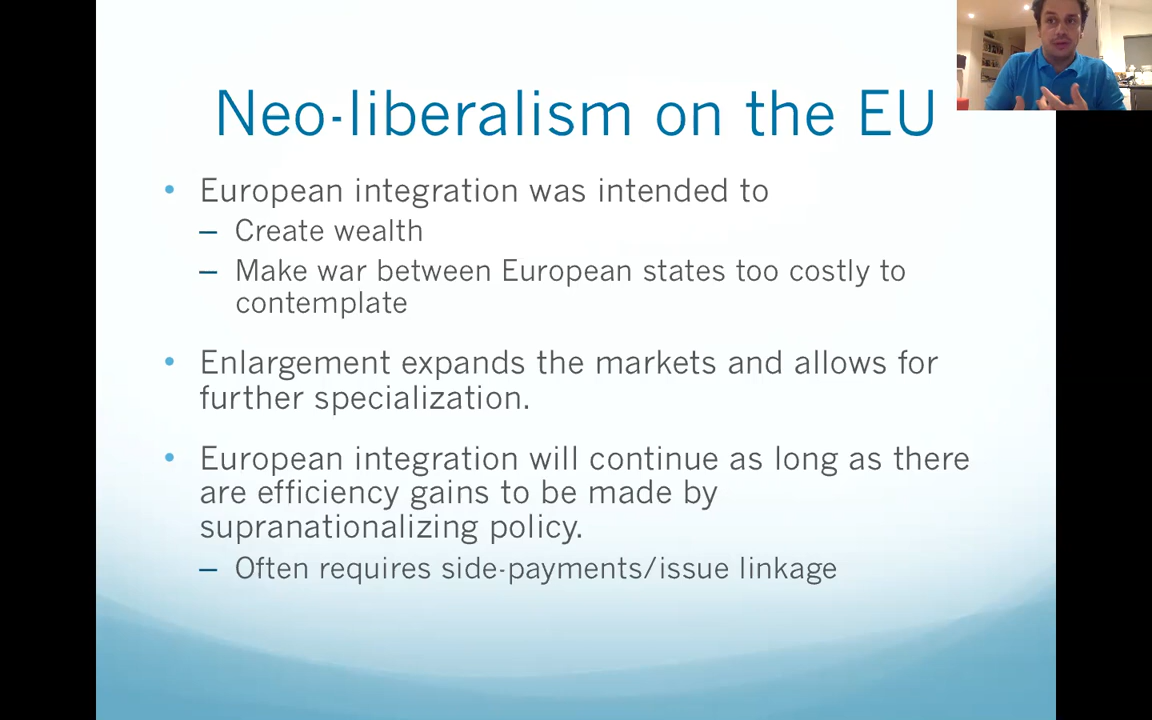 Neo-liberalism on the EU
• European integration was intended to
– Create wealth
– Make war between European states too costly to
contemplate
• Enlargement expands the markets and allows for
further specialization.
• European integration will continue as long as there
are efficiency gains to be made by
supranationalizing policy.
– Often requires side-payments/issue linkage